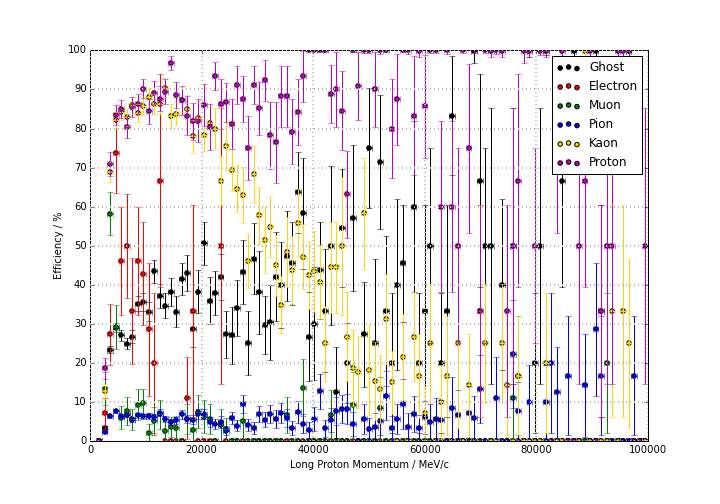 100
90
80
70
60
50
40
30
20
10
0
Efficiency / %
0
20000
40000
60000
80000
100000
Long Proton Momentum / MeV/c
Ghost
Electron
Muon
Pion
Kaon
Proton